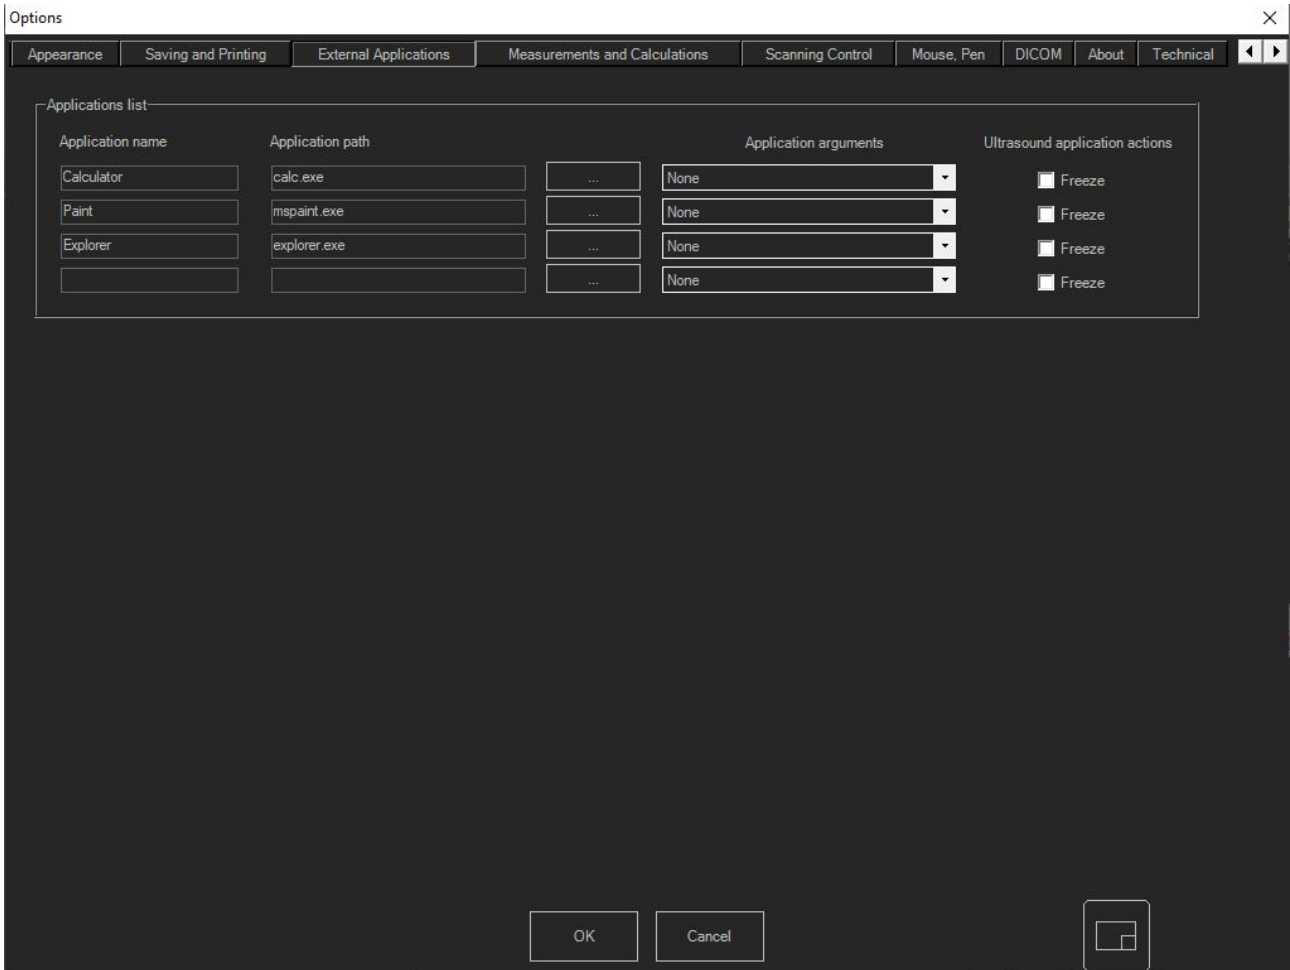 Options
Appearance Saving and Printing External Applications Measurements and Calculations Scanning Control Mouse, Pen DICOM About Technical
Applications list
Application name Application path Application arguments Ultrasound application actions
Calculator calc.exe ... None Freeze
Paint mspaint.exe ... None Freeze
Explorer explorer.exe ... None Freeze
... None Freeze
OK Cancel